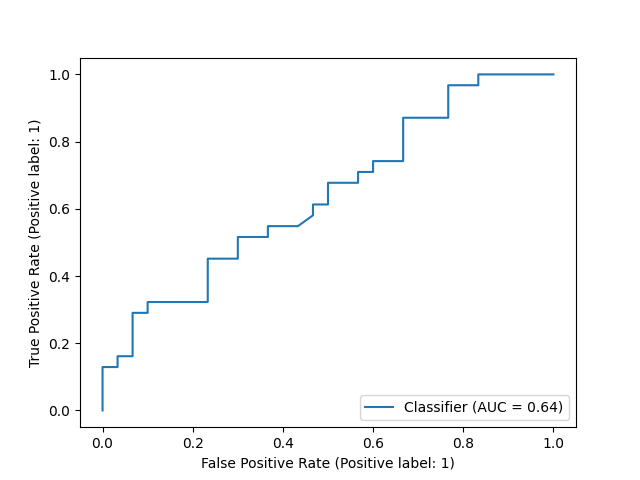 1.0
0.8
0.6
0.4
0.2
0.0
True Positive Rate (Positive label: 1)
Classifier (AUC = 0.64)
0.0 0.2 0.4 0.6 0.8 1.0
False Positive Rate (Positive label: 1)